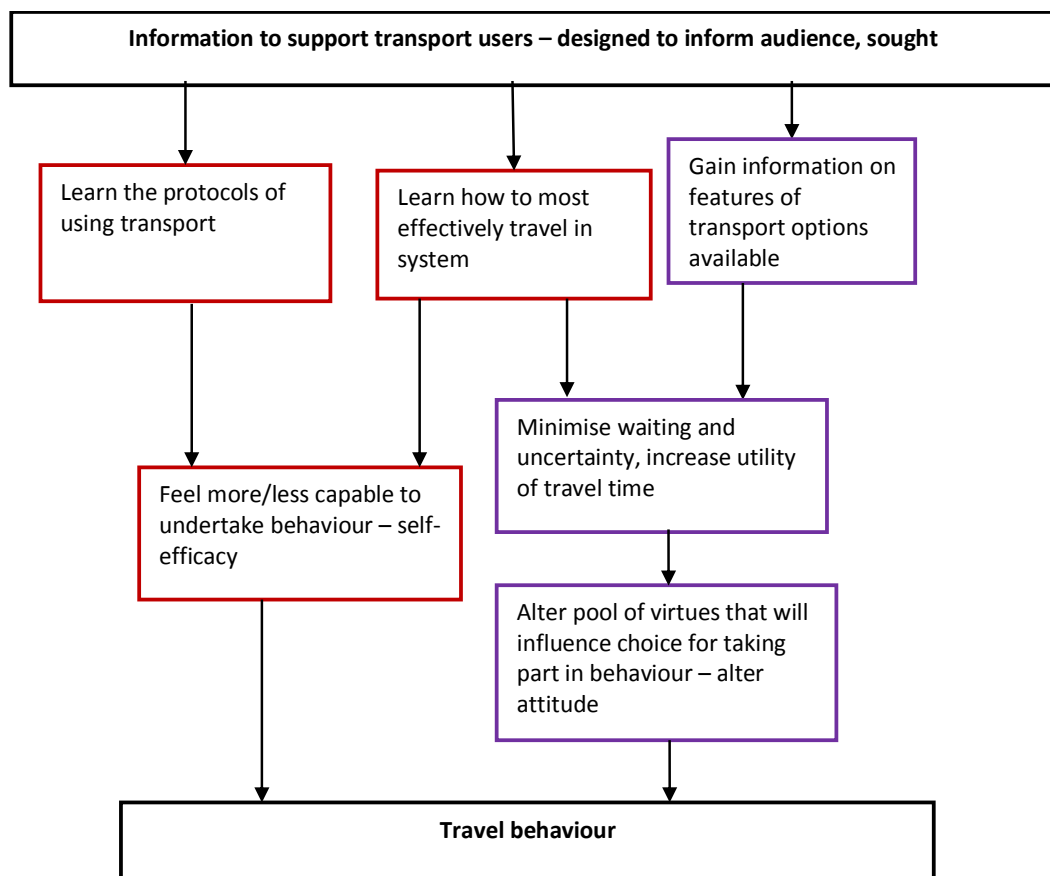 Information to support transport users – designed to inform audience, sought
Learn the protocols of
using transport
Learn how to most
effectively travel in
system
Gain information on
features of
transport options
available
Minimise waiting and
uncertainty, increase utility
of travel time
Feel more/less capable to
undertake behaviour – self-
efficacy
Alter pool of virtues that will
influence choice for taking
part in behaviour – alter
attitude
Travel behaviour